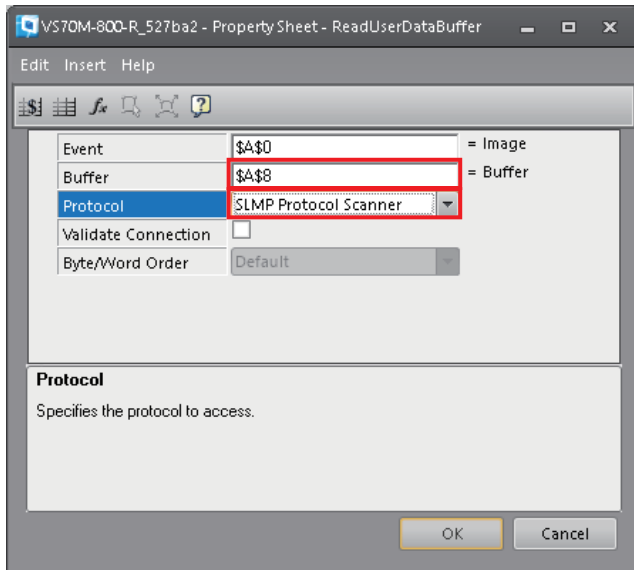 VS70M-800-R_527ba2 - Property Sheet - ReadUserDataBuffer
Edit Insert Help
Event $A$0 = Image
Buffer $A$8 = Buffer
Protocol SLMP Protocol Scanner
Validate Connection
Byte/Word Order Default
Protocol
Specifies the protocol to access.
OK Cancel